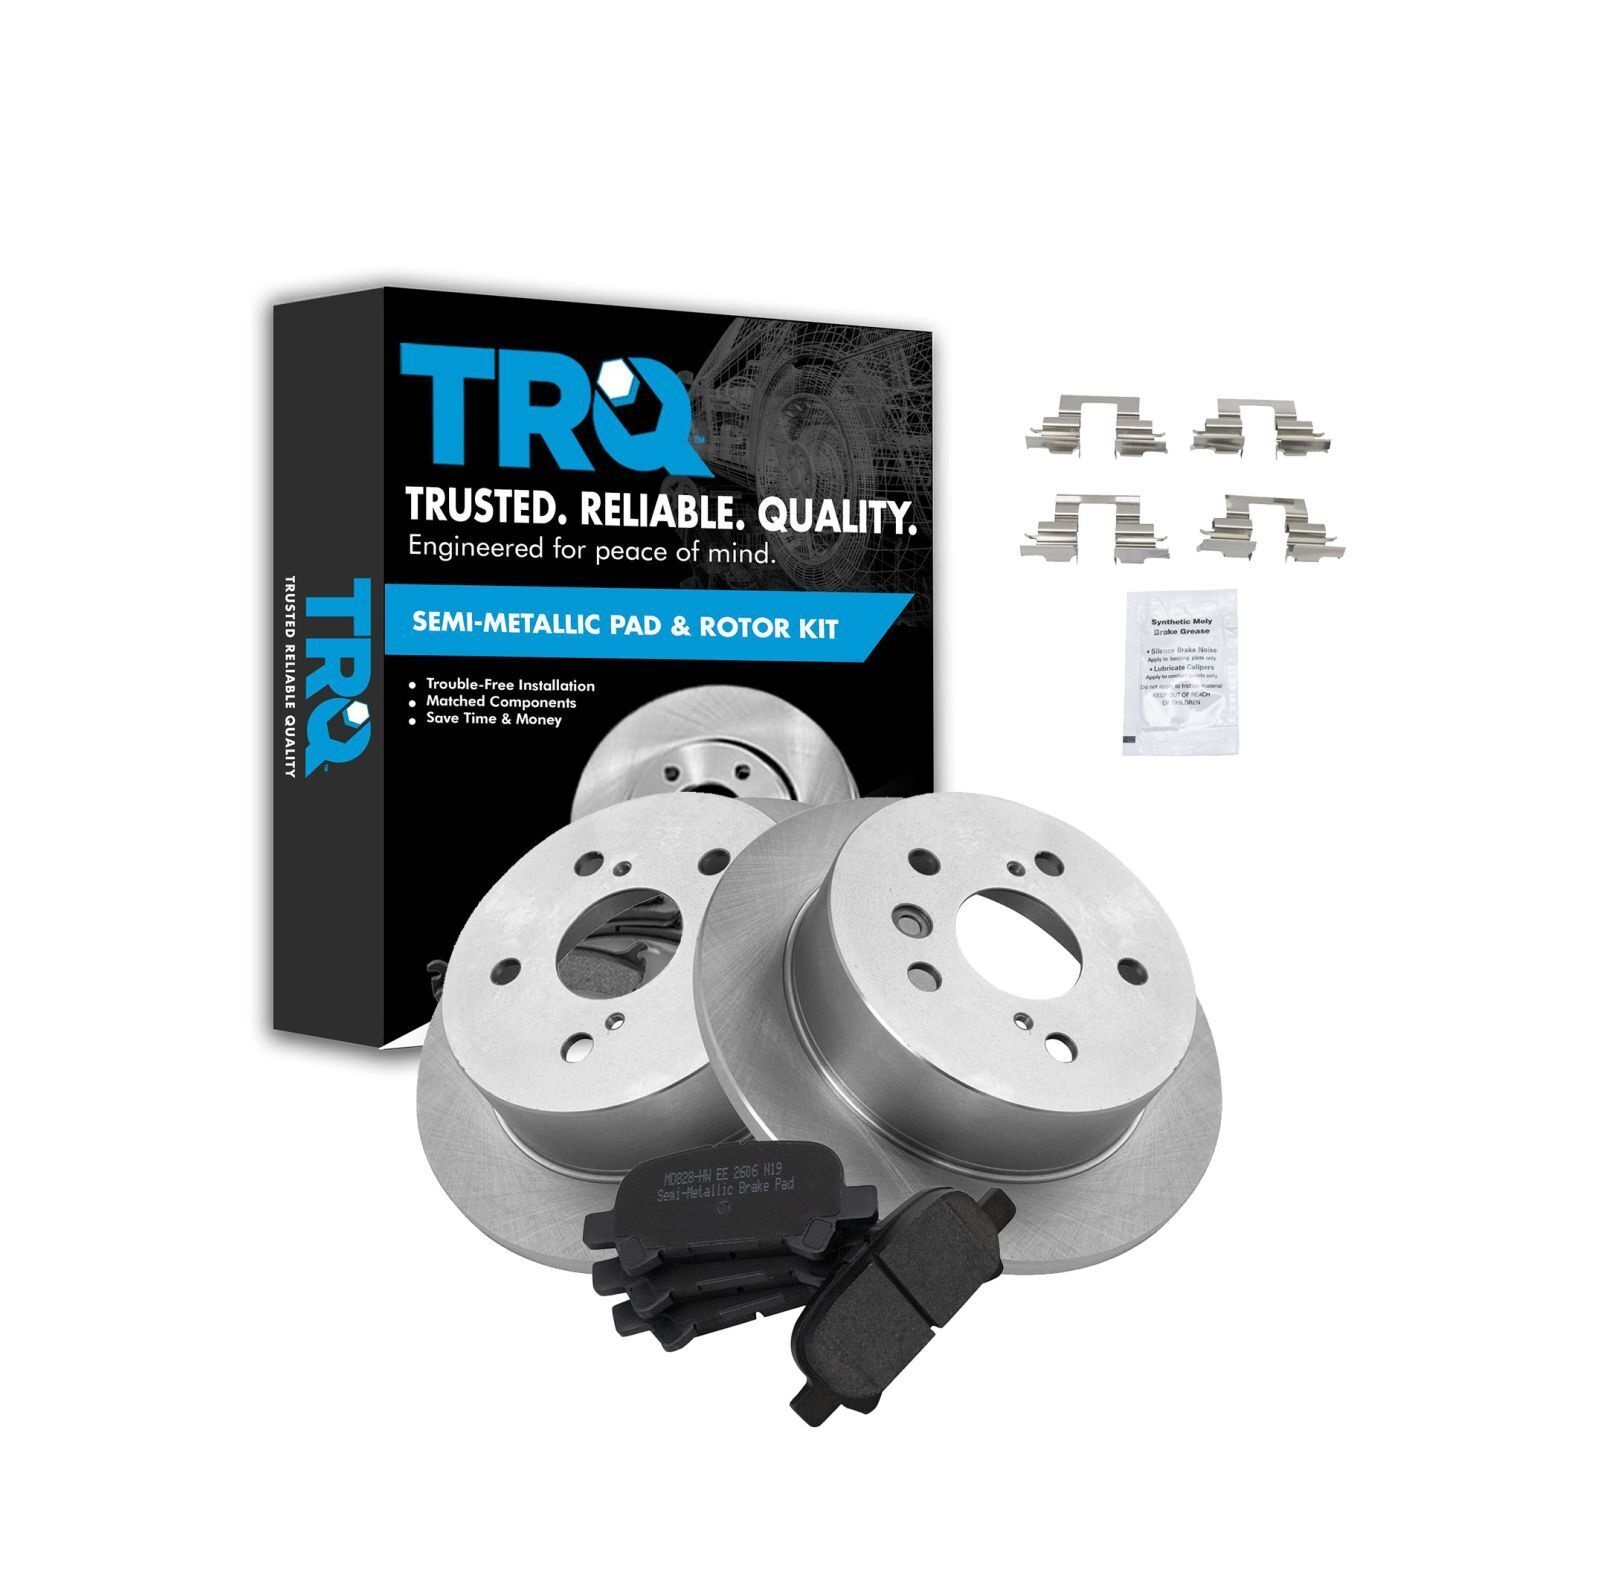 TRQ™
TRUSTED. RELIABLE. QUALITY.
Engineered for peace of mind.
SEMI-METALLIC PAD & ROTOR KIT
• Trouble-Free Installation
• Matched Components
• Save Time & Money
TRQ™
TRUSTED RELIABLE QUALITY
Synthetic Moly
Brake Grease
• Silence Brake Noise
Apply to backing plate only
• Lubricate Calipers
Apply to contact points only
Do not apply to friction material
KEEP OUT OF REACH
OF CHILDREN
MD828-HW EE 2606 N19
Semi-Metallic Brake Pad